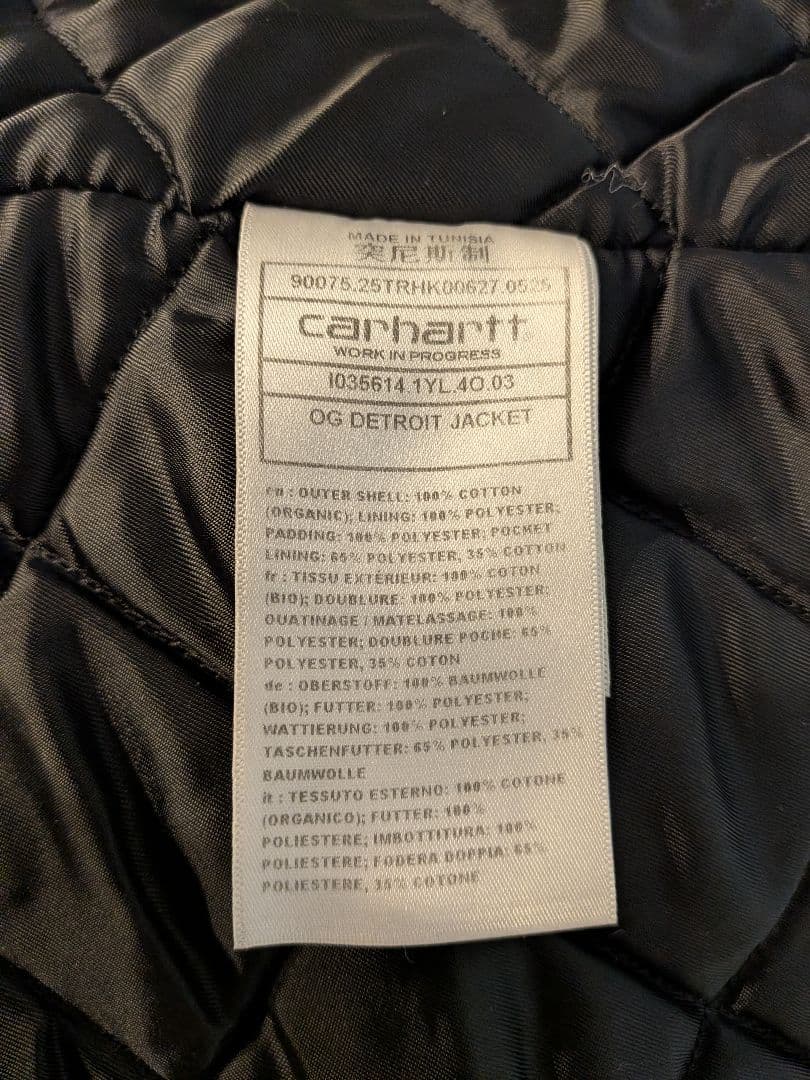 MADE IN TUNISIA
突尼斯制
90075.25TRHK00627.0525
carhartt
WORK IN PROGRESS
I035614.1YL.4O.03
OG DETROIT JACKET
en : OUTER SHELL: 100% COTTON
(ORGANIC); LINING: 100% POLYESTER;
PADDING: 100% POLYESTER; POCKET
LINING: 65% POLYESTER, 35% COTTON
fr : TISSU EXTÉRIEUR: 100% COTON
(BIO); DOUBLURE: 100% POLYESTER;
OUATINAGE / MATELASSAGE: 100%
POLYESTER; DOUBLURE POCHE: 65%
POLYESTER, 35% COTON
de : OBERSTOFF: 100% BAUMWOLLE
(BIO); FUTTER: 100% POLYESTER;
WATTIERUNG: 100% POLYESTER;
TASCHENFUTTER: 65% POLYESTER, 35%
BAUMWOLLE
it : TESSUTO ESTERNO: 100% COTONE
(ORGANICO); FUTTER: 100%
POLIESTERE; IMBOTTITURA: 100%
POLIESTERE; FODERA DOPPIA: 65%
POLIESTERE, 35% COTONE